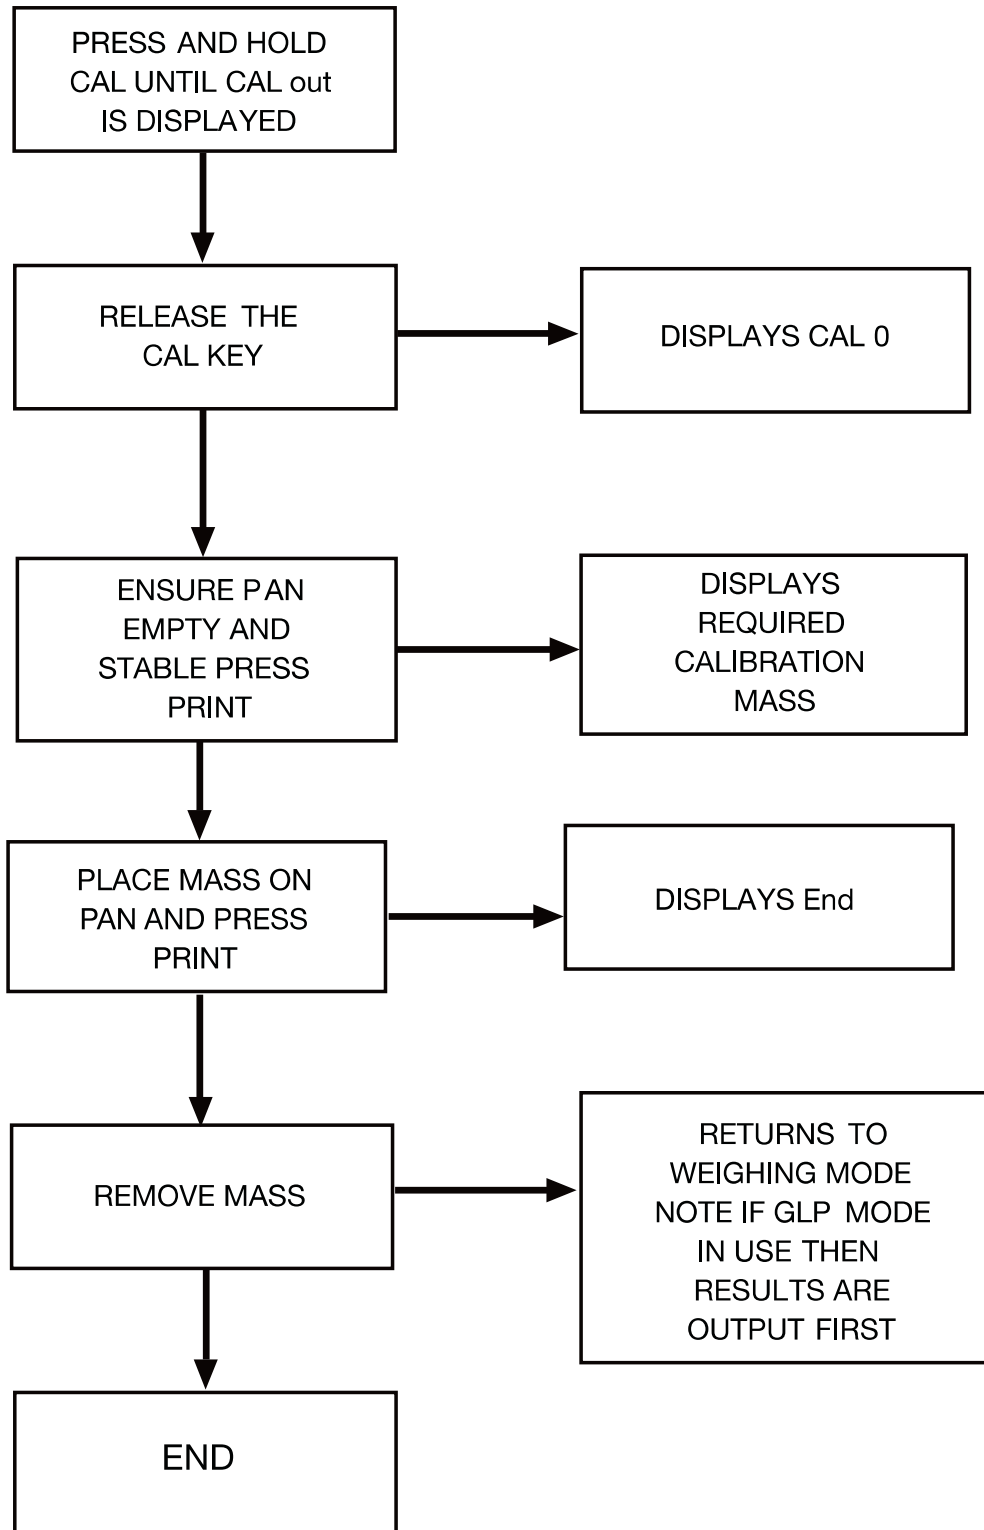 PRESS AND HOLD
CAL UNTIL CAL out
IS DISPLAYED
RELEASE THE
CAL KEY
DISPLAYS CAL 0
ENSURE PAN
EMPTY AND
STABLE PRESS
PRINT
DISPLAYS
REQUIRED
CALIBRATION
MASS
PLACE MASS ON
PAN AND PRESS
PRINT
DISPLAYS End
REMOVE MASS
RETURNS TO
WEIGHING MODE
NOTE IF GLP MODE
IN USE THEN
RESULTS ARE
OUTPUT FIRST
END